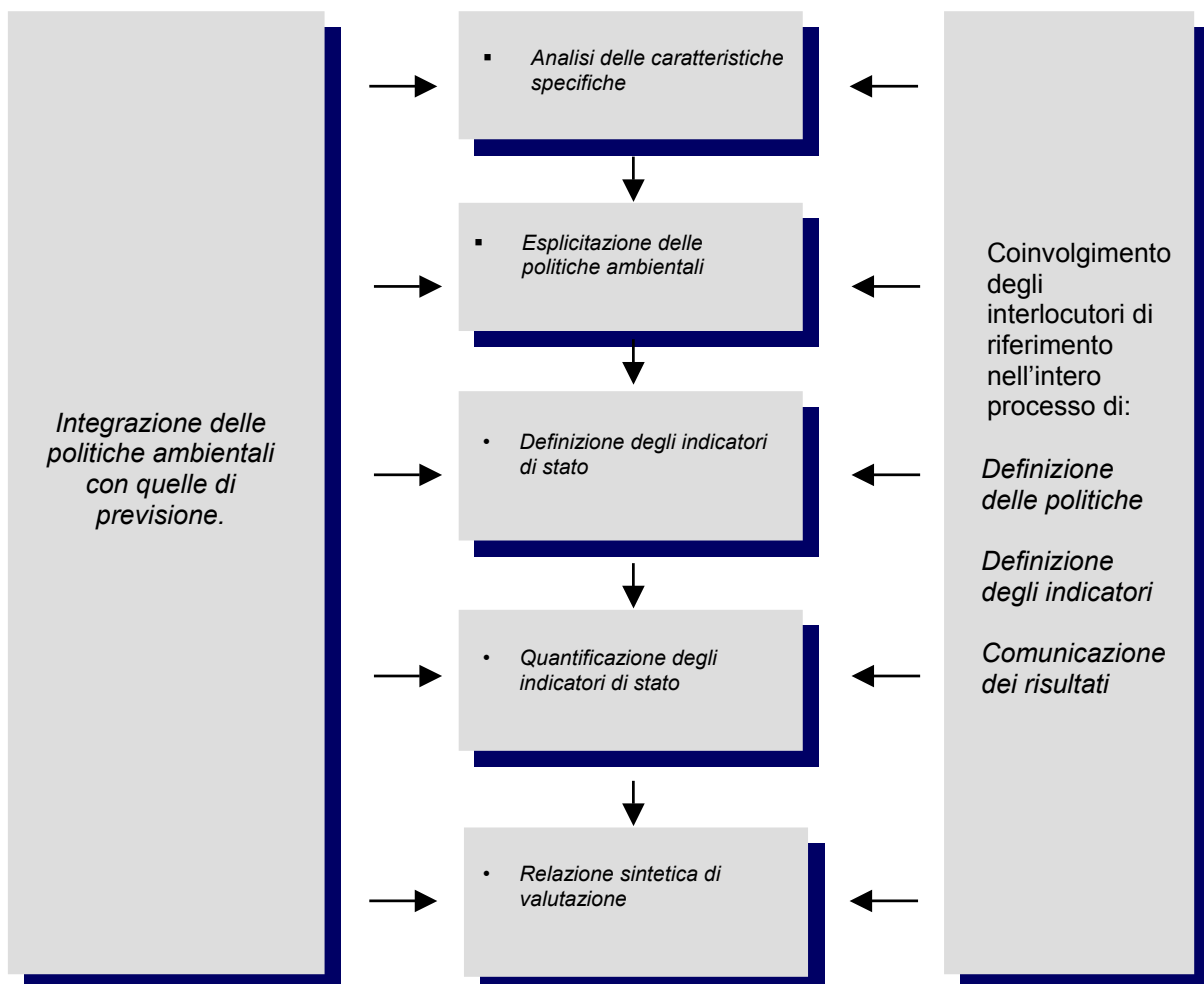 Integrazione delle
politiche ambientali
con quelle di
previsione.
▪ Analisi delle caratteristiche
specifiche
▪ Esplicitazione delle
politiche ambientali
• Definizione degli indicatori
di stato
• Quantificazione degli
indicatori di stato
• Relazione sintetica di
valutazione
Coinvolgimento
degli
interlocutori di
riferimento
nell’intero
processo di:
Definizione
delle politiche
Definizione
degli indicatori
Comunicazione
dei risultati